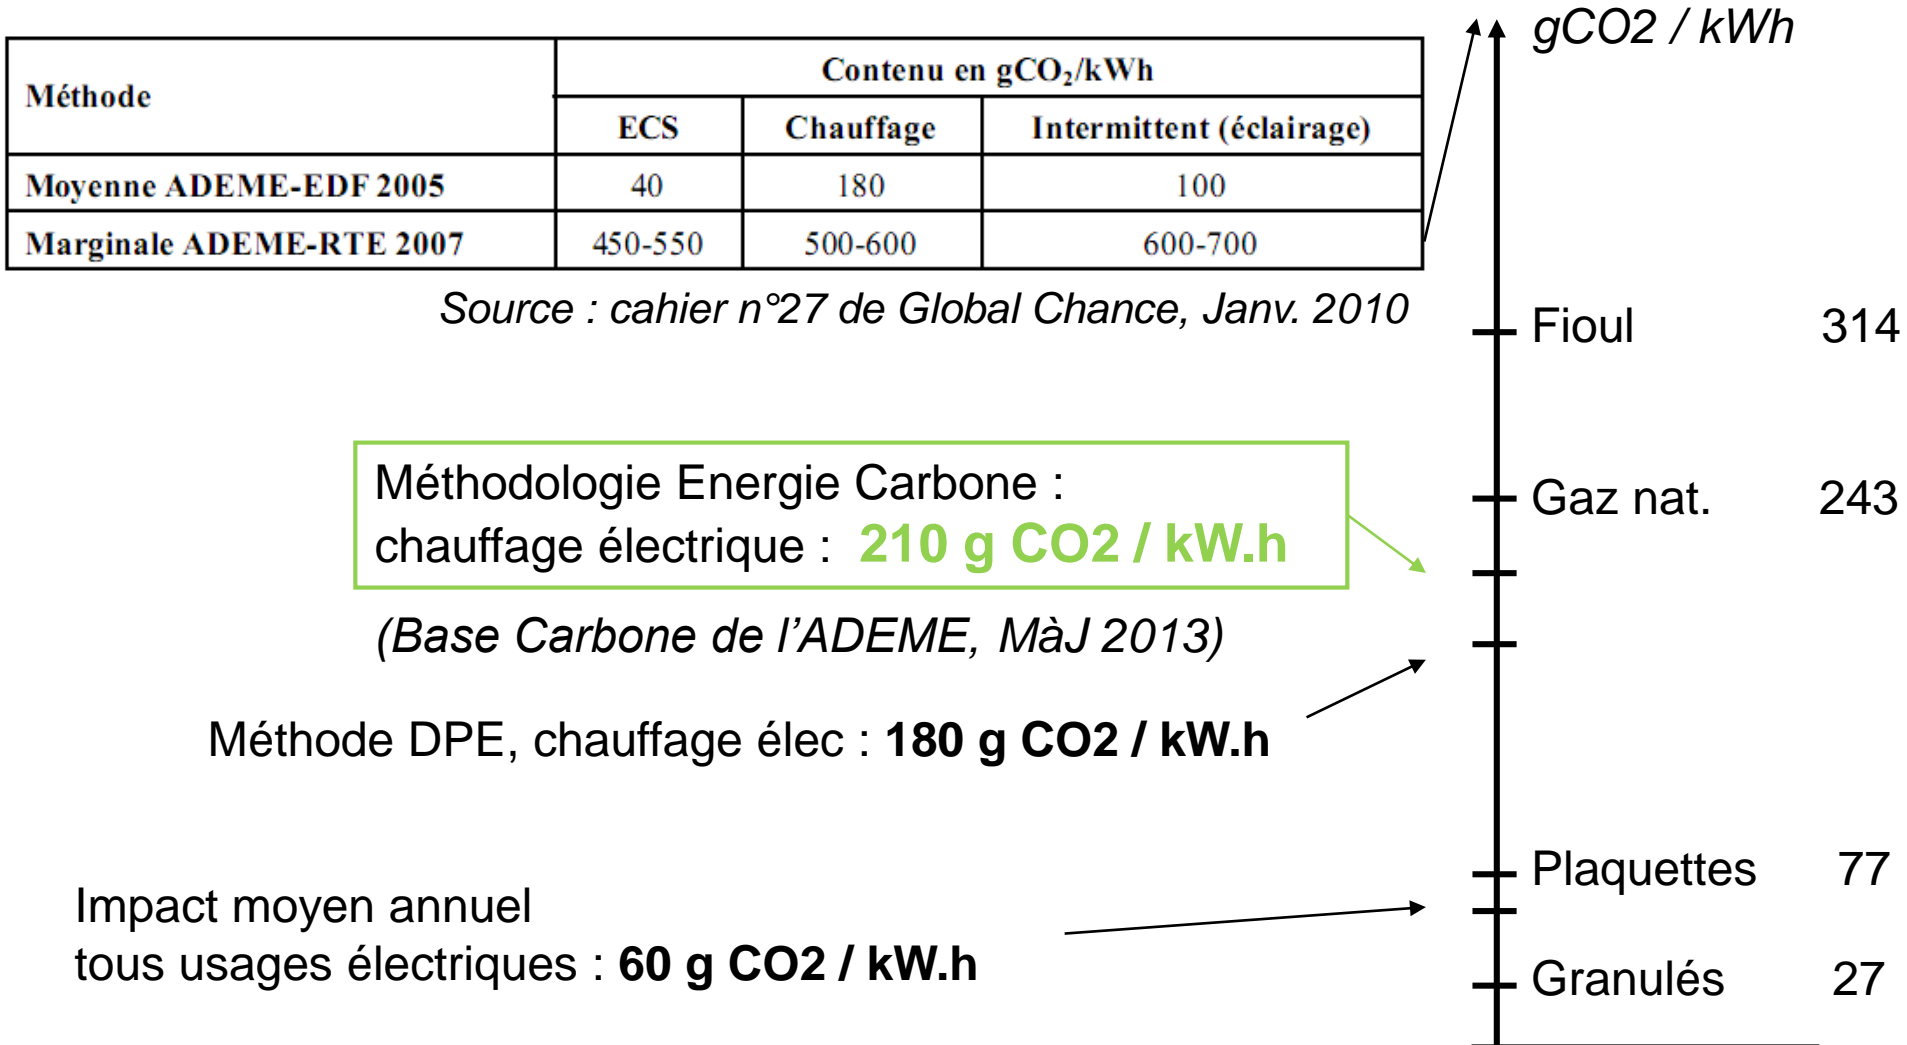 gCO2 / kWh
Méthode
Contenu en gCO₂/kWh
ECS Chauffage Intermittent (éclairage)
Moyenne ADEME-EDF 2005 40 180 100
Marginale ADEME-RTE 2007 450-550 500-600 600-700
Source : cahier n°27 de Global Chance, Janv. 2010
Fioul 314
Méthodologie Energie Carbone :
chauffage électrique : 210 g CO2 / kW.h
Gaz nat. 243
(Base Carbone de l’ADEME, MàJ 2013)
Méthode DPE, chauffage élec : 180 g CO2 / kW.h
Plaquettes 77
Impact moyen annuel
tous usages électriques : 60 g CO2 / kW.h
Granulés 27